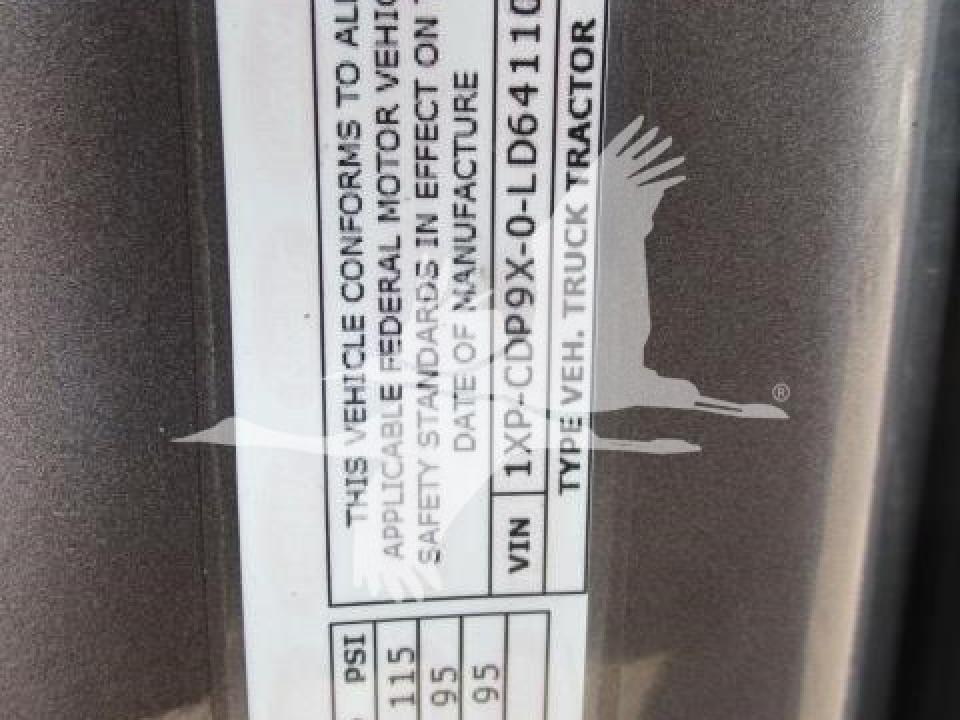 THIS VEHICLE CONFORMS TO ALL
APPLICABLE FEDERAL MOTOR VEHIC
SAFETY STANDARDS IN EFFECT ON T
DATE OF MANUFACTURE
VIN 1XP-CDP9X-0-LD64110
TYPE VEH. TRUCK TRACTOR
PSI
115
95
95
®